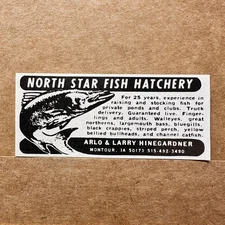 NORTH STAR FISH HATCHERY
For 25 years, experience in
raising and stocking fish for
private ponds and clubs. Truck
delivery. Guaranteed live. Finger-
lings and adults. Walleyes, great
northerns, largemouth bass, bluegills,
black crappies, striped perch, yellow
bellied bullheads, and channel catfish.
ARLO & LARRY HINEGARDNER
MONTOUR, IA 50173 515-492-3490